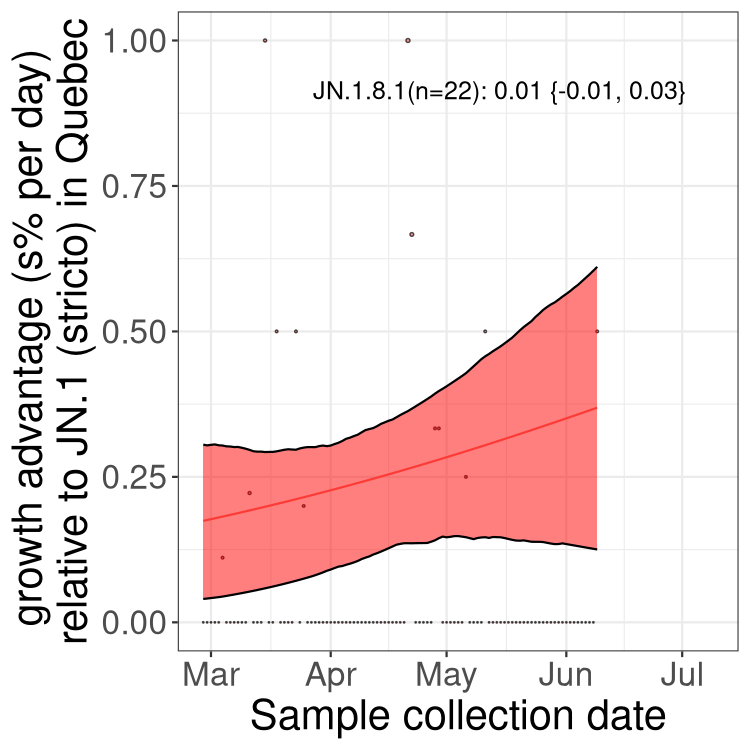 growth advantage (s% per day)
relative to JN.1 (stricto) in Quebec
1.00
0.75
0.50
0.25
0.00
JN.1.8.1(n=22): 0.01 {-0.01, 0.03}
Mar Apr May Jun Jul
Sample collection date